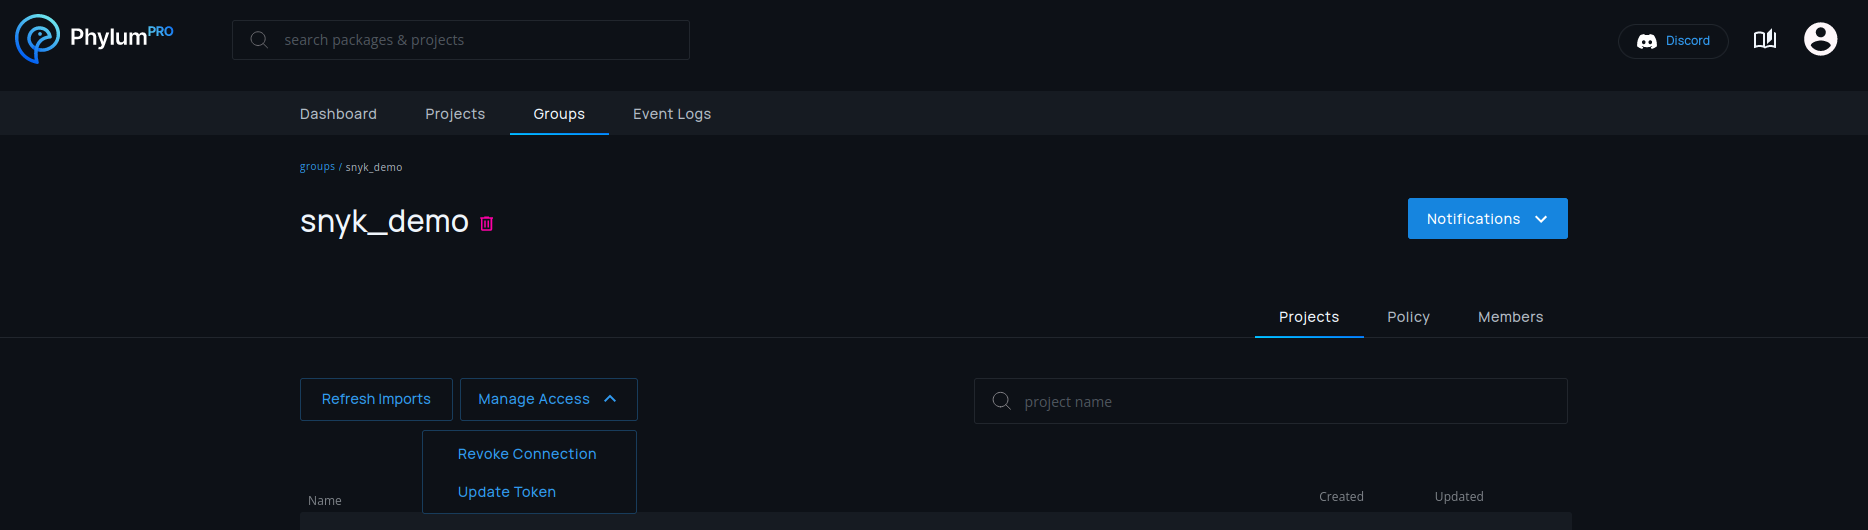 PhylumPRO
search packages & projects
Discord
Dashboard Projects Groups Event Logs
groups / snyk_demo
snyk_demo
Notifications
Projects Policy Members
Refresh Imports Manage Access
project name
Revoke Connection
Update Token
Name Created Updated